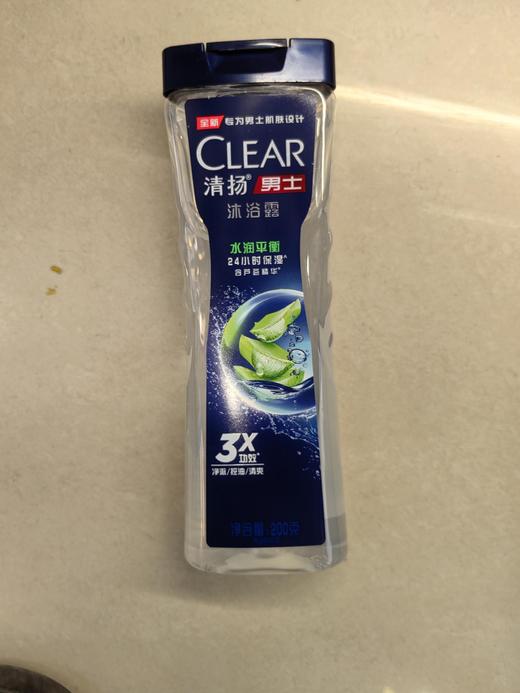 全新 专为男士肌肤设计
CLEAR
清扬® 男士
沐浴露
水润平衡
24小时保湿^
含芦荟精华*
3X
功效*
净澈/控油/清爽
净含量:200克